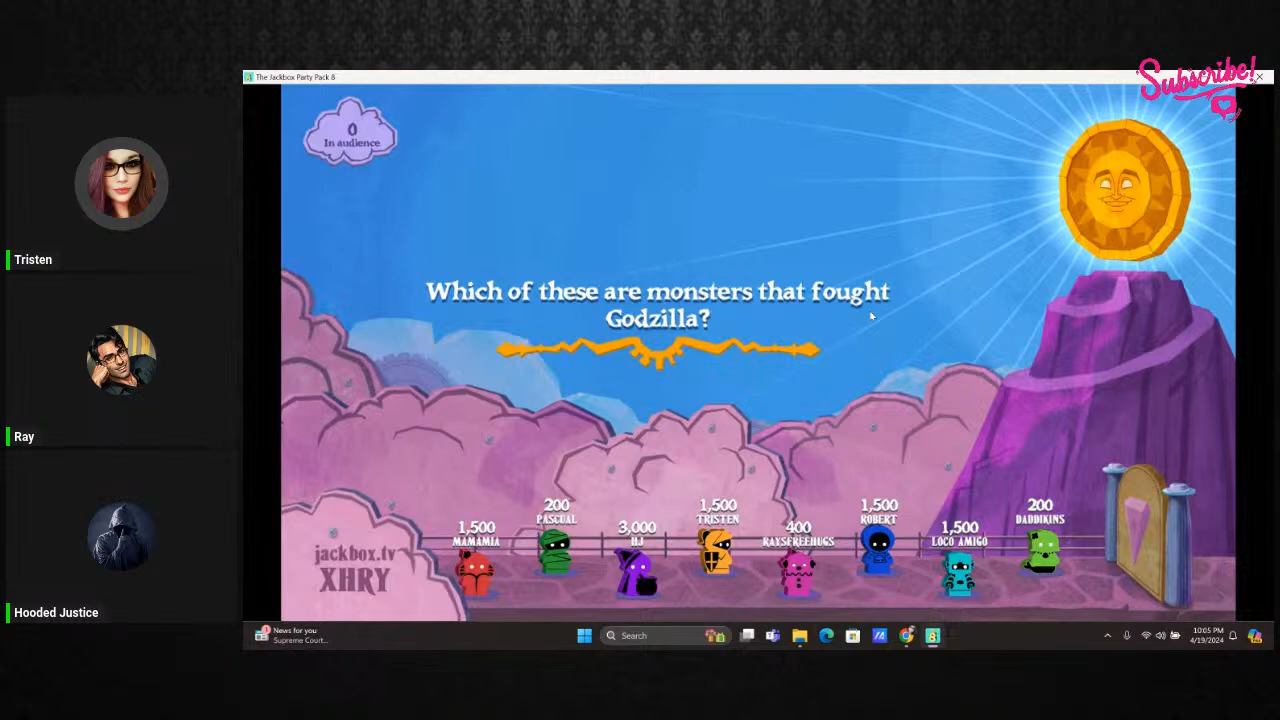 The Jackbox Party Pack 8
Subscribe!
0
In audience
Tristen
Which of these are monsters that fought
Godzilla?
Ray
1,500
MAMAMIA
200
PASCUAL
3,000
HJ
1,500
TRISTEN
400
RAYSFREEHUGS
1,500
ROBERT
1,500
LOCO AMIGO
200
DADDIKINS
jackbox.tv
XHRY
Hooded Justice
News for you
Supreme Court...
Search
10:05 PM
4/19/2024